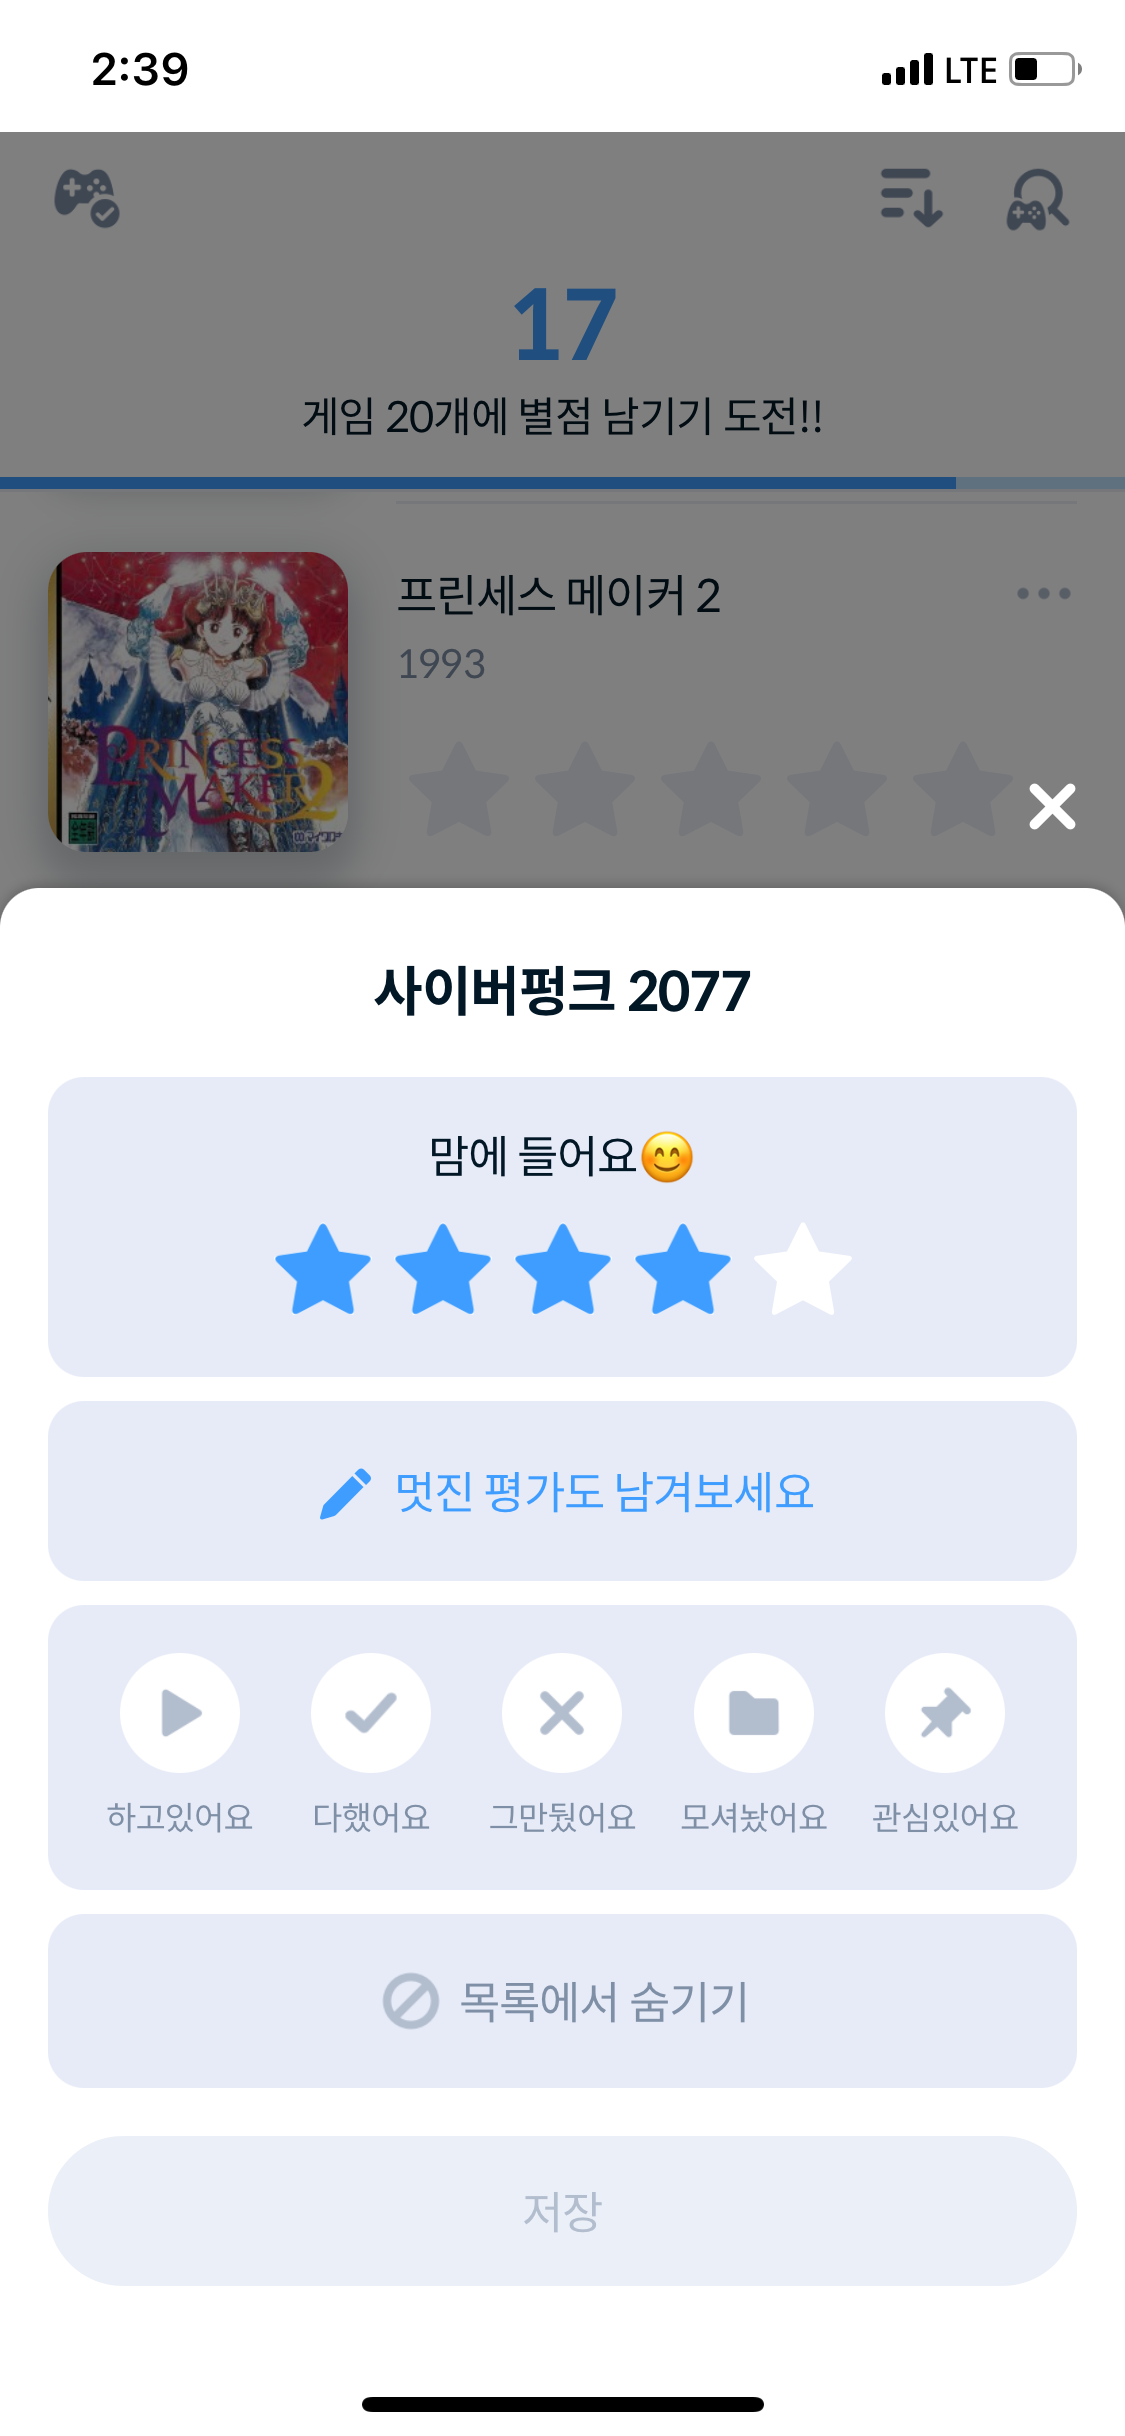 2:39
LTE
17
게임 20개에 별점 남기기 도전!!
프린세스 메이커 2
1993
PRINCESS
MAKER 2
사이버펑크 2077
맘에 들어요😊
멋진 평가도 남겨보세요
하고있어요 다했어요 그만뒀어요 모셔놨어요 관심있어요
목록에서 숨기기
저장